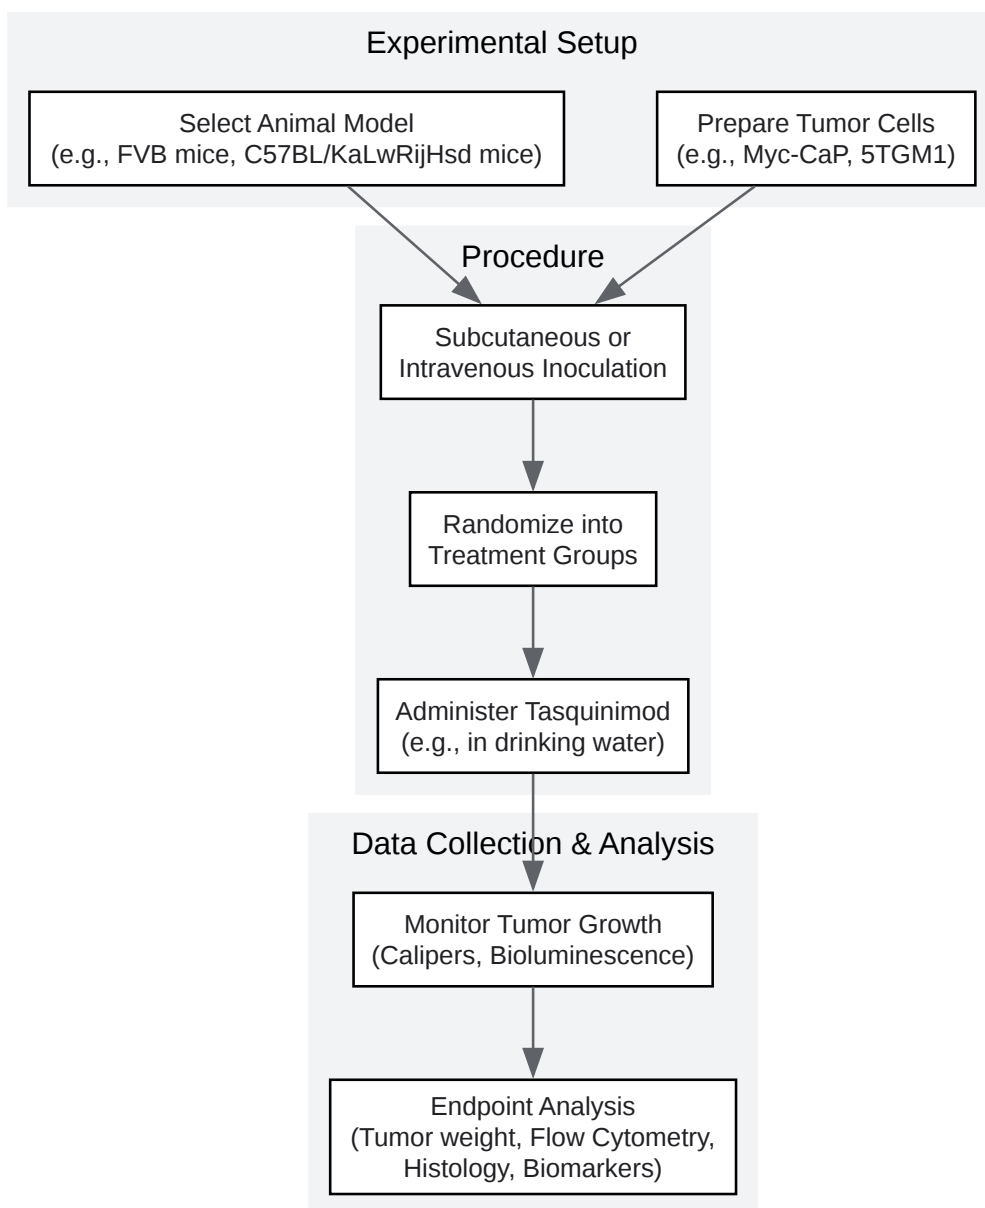 Experimental Setup
Select Animal Model
(e.g., FVB mice, C57BL/KaLwRijHsd mice)
Prepare Tumor Cells
(e.g., Myc-CaP, 5TGM1)
Procedure
Subcutaneous or
Intravenous Inoculation
Randomize into
Treatment Groups
Administer Tasquinimod
(e.g., in drinking water)
Data Collection & Analysis
Monitor Tumor Growth
(Calipers, Bioluminescence)
Endpoint Analysis
(Tumor weight, Flow Cytometry,
Histology, Biomarkers)